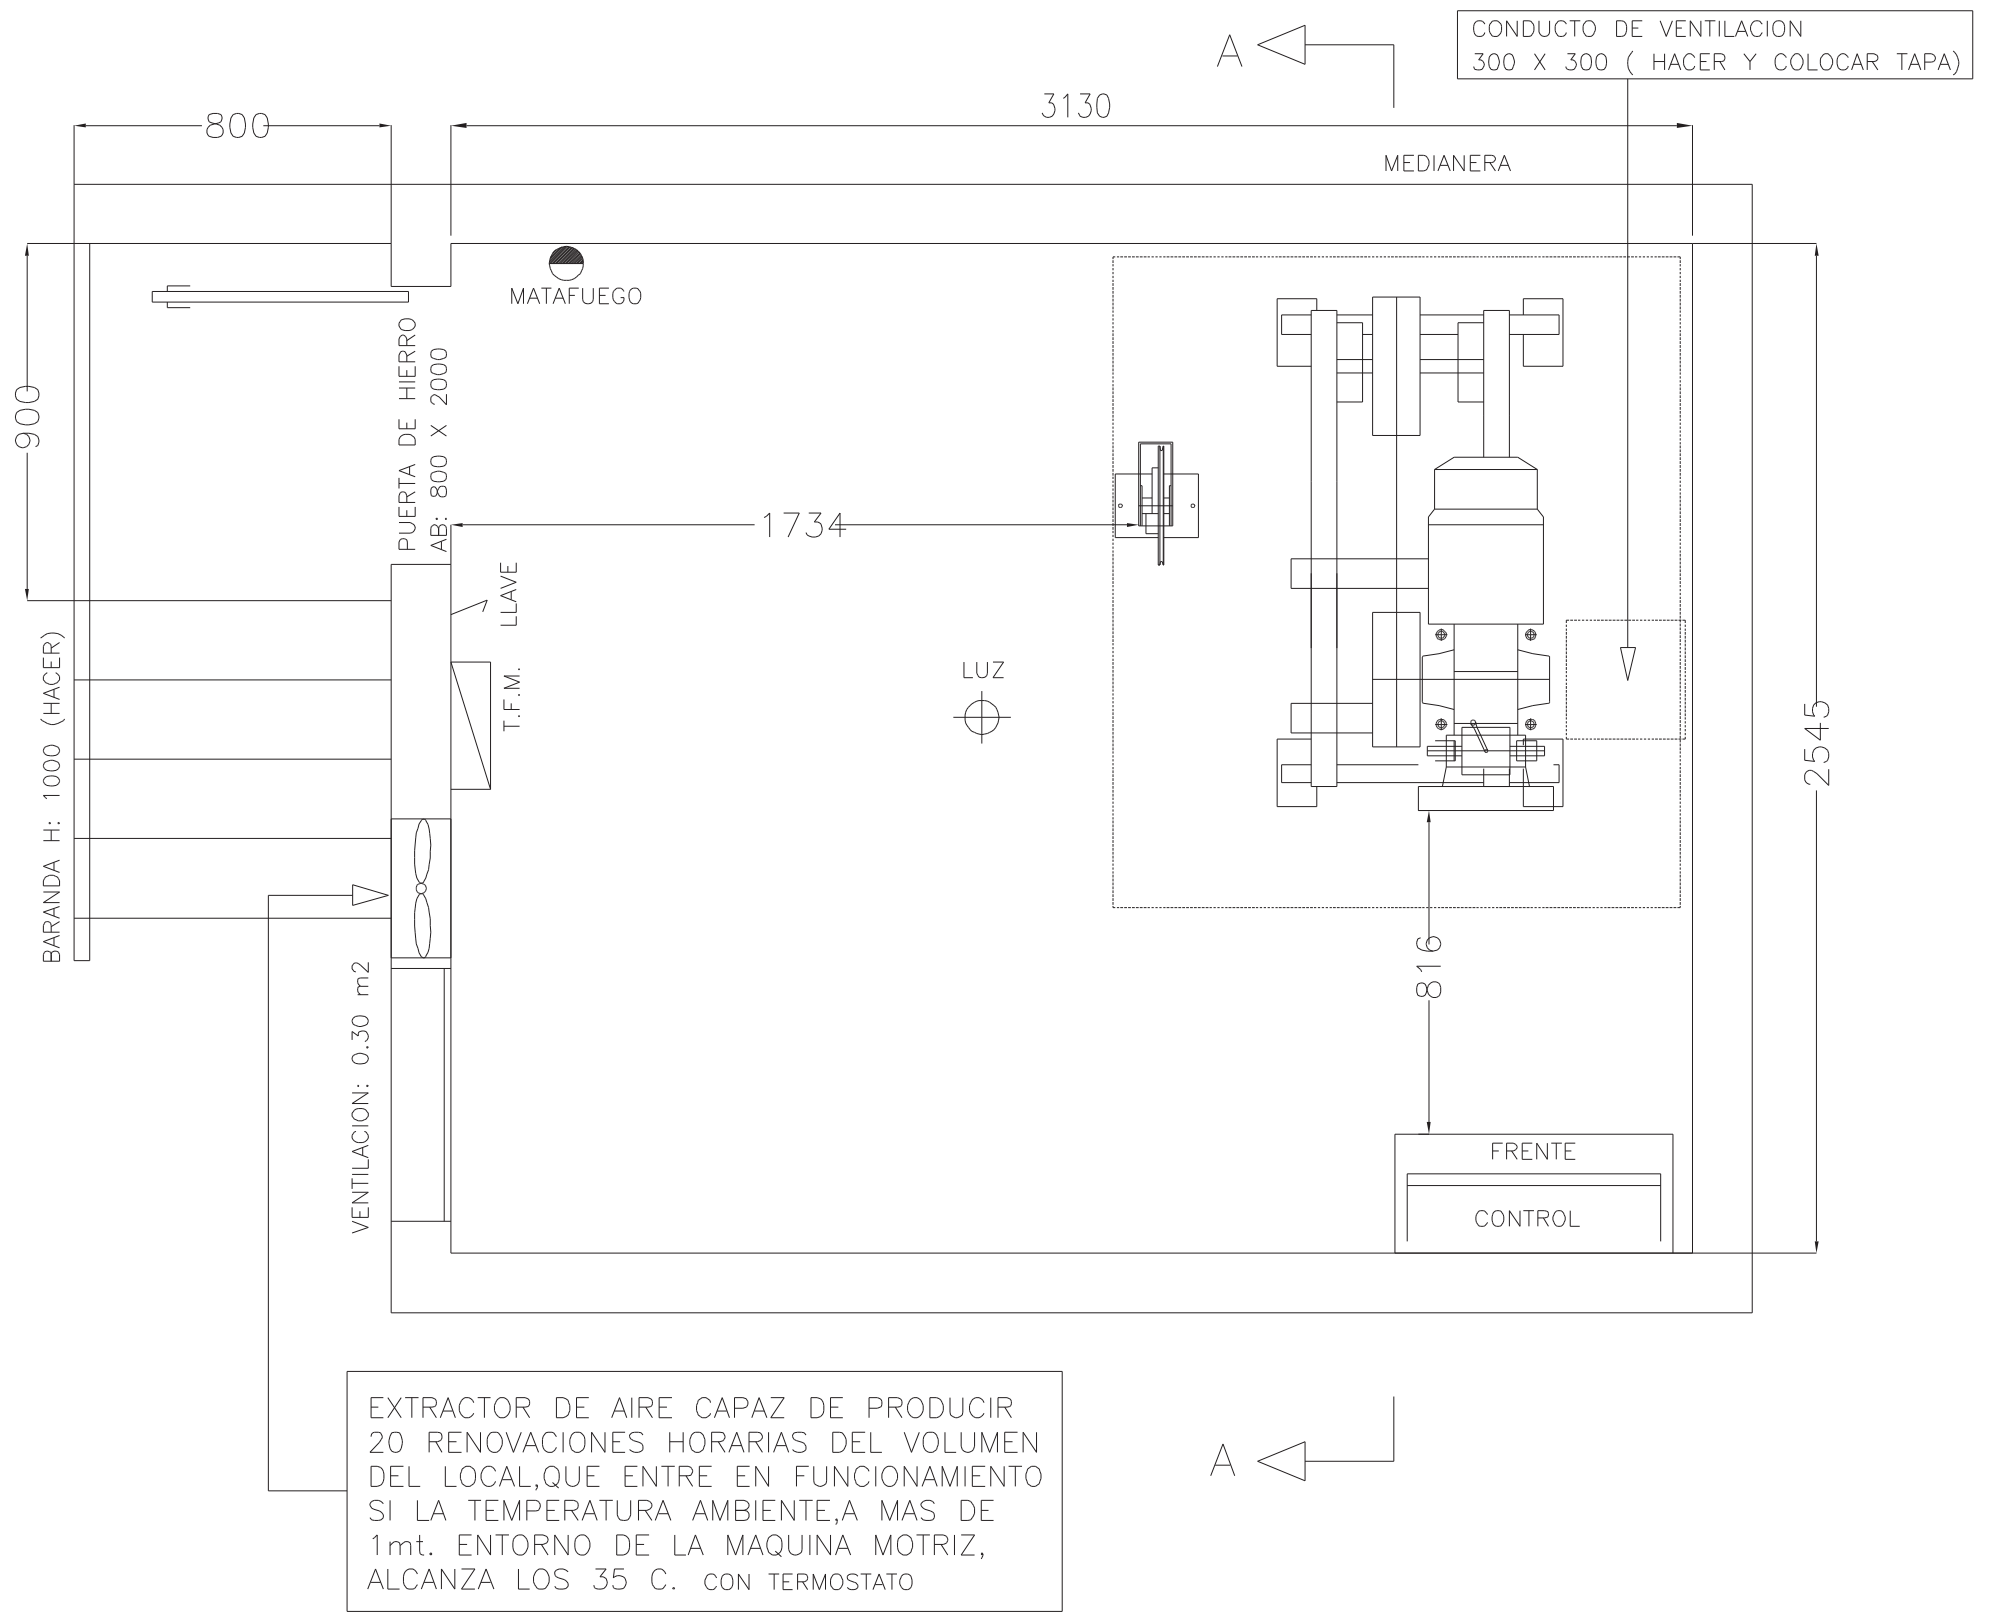 A
CONDUCTO DE VENTILACION
300 X 300 ( HACER Y COLOCAR TAPA)
800
3130
MEDIANERA
MATAFUEGO
900
PUERTA DE HIERRO
AB: 800 X 2000
1734
LLAVE
T.F.M.
LUZ
BARANDA H: 1000 (HACER)
2545
816
VENTILACION: 0.30 m2
FRENTE
CONTROL
EXTRACTOR DE AIRE CAPAZ DE PRODUCIR
20 RENOVACIONES HORARIAS DEL VOLUMEN
DEL LOCAL,QUE ENTRE EN FUNCIONAMIENTO
SI LA TEMPERATURA AMBIENTE,A MAS DE
1mt. ENTORNO DE LA MAQUINA MOTRIZ,
ALCANZA LOS 35 C. CON TERMOSTATO
A